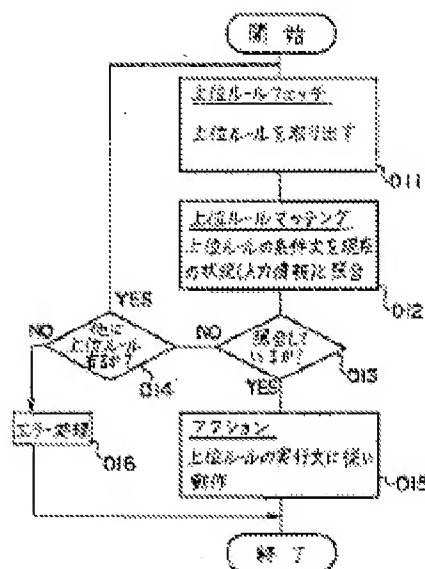 開始
上位ルールフェッチ
上位ルールを取り出す
011
上位ルールマッチング
上位ルールの条件文を現在
の状況(入力情報)と照合
012
YES
NO
他に
上位ルール
有るか?
NO
照合して
いるか?
013
014
YES
エラー処理
016
アクション
上位ルールの実行文に従い
動作
015
終了